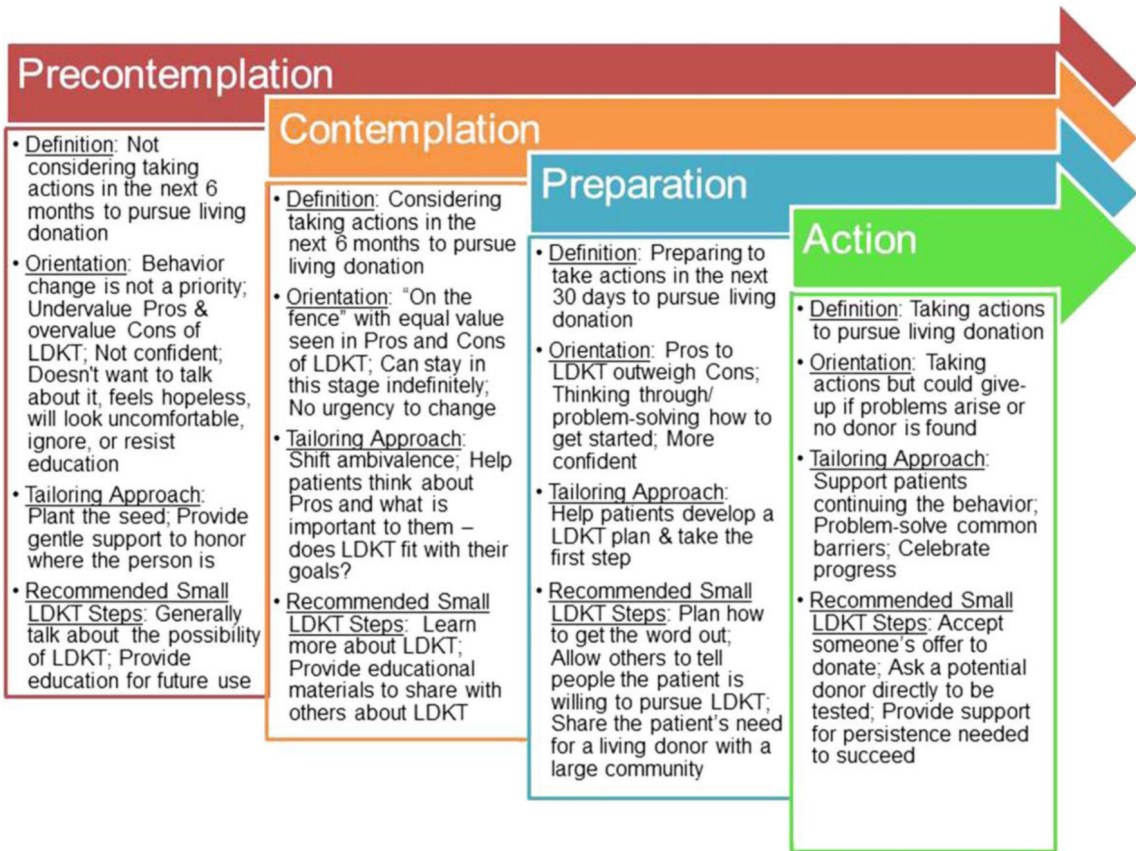 Precontemplation
• Definition: Not
considering taking
actions in the next 6
months to pursue living
donation
• Orientation: Behavior
change is not a priority;
Undervalue Pros &
overvalue Cons of
LDKT; Not confident;
Doesn't want to talk
about it, feels hopeless,
will look uncomfortable,
ignore, or resist
education
• Tailoring Approach:
Plant the seed; Provide
gentle support to honor
where the person is
• Recommended Small
LDKT Steps: Generally
talk about the possibility
of LDKT; Provide
education for future use
Contemplation
• Definition: Considering
taking actions in the
next 6 months to pursue
living donation
• Orientation: “On the
fence” with equal value
seen in Pros and Cons
of LDKT; Can stay in
this stage indefinitely;
No urgency to change
• Tailoring Approach:
Shift ambivalence; Help
patients think about
Pros and what is
important to them –
does LDKT fit with their
goals?
• Recommended Small
LDKT Steps: Learn
more about LDKT;
Provide educational
materials to share with
others about LDKT
Preparation
• Definition: Preparing to
take actions in the next
30 days to pursue living
donation
• Orientation: Pros to
LDKT outweigh Cons;
Thinking through/
problem-solving how to
get started; More
confident
• Tailoring Approach:
Help patients develop a
LDKT plan & take the
first step
• Recommended Small
LDKT Steps: Plan how
to get the word out;
Allow others to tell
people the patient is
willing to pursue LDKT;
Share the patient’s need
for a living donor with a
large community
Action
• Definition: Taking actions
to pursue living donation
• Orientation: Taking
actions but could give-
up if problems arise or
no donor is found
• Tailoring Approach:
Support patients
continuing the behavior;
Problem-solve common
barriers; Celebrate
progress
• Recommended Small
LDKT Steps: Accept
someone’s offer to
donate; Ask a potential
donor directly to be
tested; Provide support
for persistence needed
to succeed